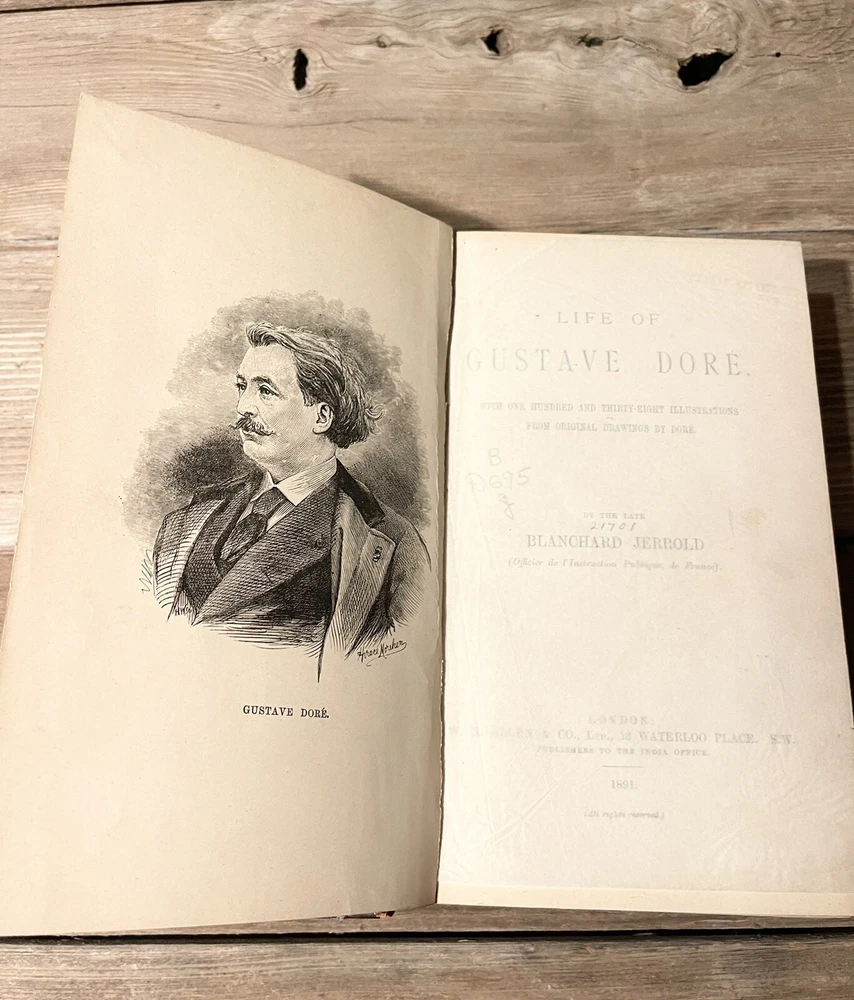 GUSTAVE DORÉ.
LIFE OF
GUSTAVE DORÉ.
WITH ONE HUNDRED AND THIRTY-EIGHT ILLUSTRATIONS
FROM ORIGINAL DRAWINGS BY DORÉ.
B
BY THE LATE
21701
BLANCHARD JERROLD
(Officier de l'Instruction Publique, de France).
LONDON:
W. ALLEN & CO., LTD., 13 WATERLOO PLACE. S.W.
PUBLISHERS TO THE INDIA OFFICE.
1891.
(All rights reserved.)